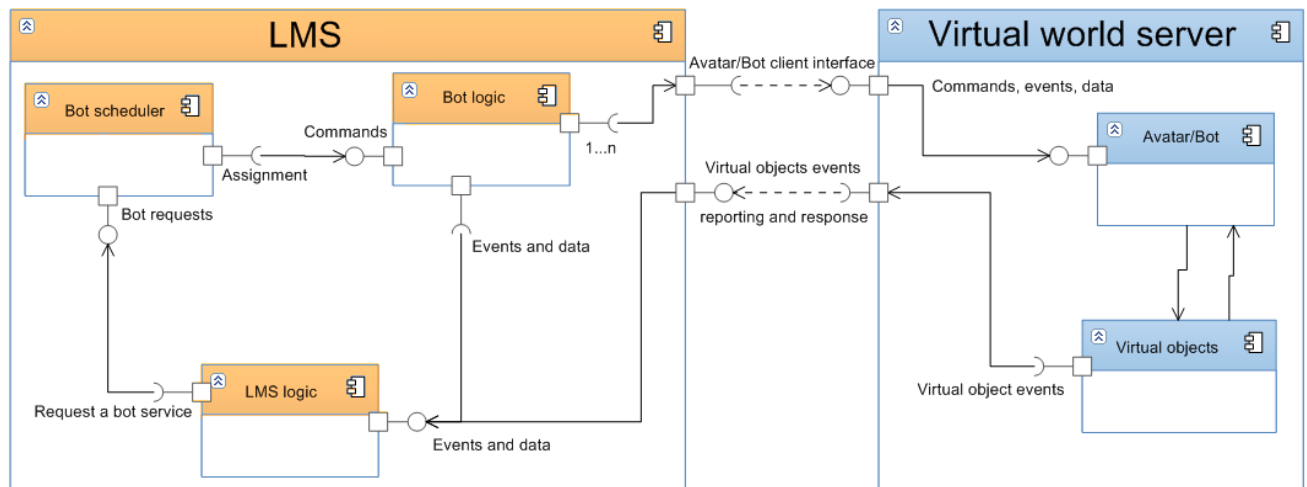 LMS
Virtual world server
Avatar/Bot client interface
Bot scheduler
Bot logic
Commands, events, data
Commands
Avatar/Bot
1...n
Assignment
Virtual objects events
Bot requests
reporting and response
Events and data
Virtual objects
LMS logic
Virtual object events
Request a bot service
Events and data